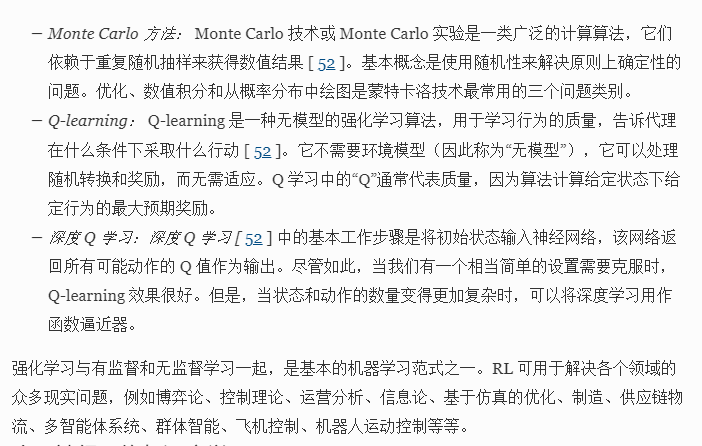 – Monte Carlo 方法： Monte Carlo 技术或 Monte Carlo 实验是一类广泛的计算算法，它们
依赖于重复随机抽样来获得数值结果 [ 52 ]。基本概念是使用随机性来解决原则上确定性的
问题。优化、数值积分和从概率分布中绘图是蒙特卡洛技术最常用的三个问题类别。
– Q-learning： Q-learning 是一种无模型的强化学习算法，用于学习行为的质量，告诉代理
在什么条件下采取什么行动 [ 52 ]。它不需要环境模型（因此称为“无模型”），它可以处理
随机转换和奖励，而无需适应。Q 学习中的“Q”通常代表质量，因为算法计算给定状态下给
定行为的最大预期奖励。
– 深度 Q 学习：深度 Q 学习 [ 52 ] 中的基本工作步骤是将初始状态输入神经网络，该网络返
回所有可能动作的 Q 值作为输出。尽管如此，当我们有一个相当简单的设置需要克服时，
Q-learning 效果很好。但是，当状态和动作的数量变得更加复杂时，可以将深度学习用作
函数逼近器。
强化学习与有监督和无监督学习一起，是基本的机器学习范式之一。RL 可用于解决各个领域的
众多现实问题，例如博弈论、控制理论、运营分析、信息论、基于仿真的优化、制造、供应链物
流、多智能体系统、群体智能、飞机控制、机器人运动控制等等。